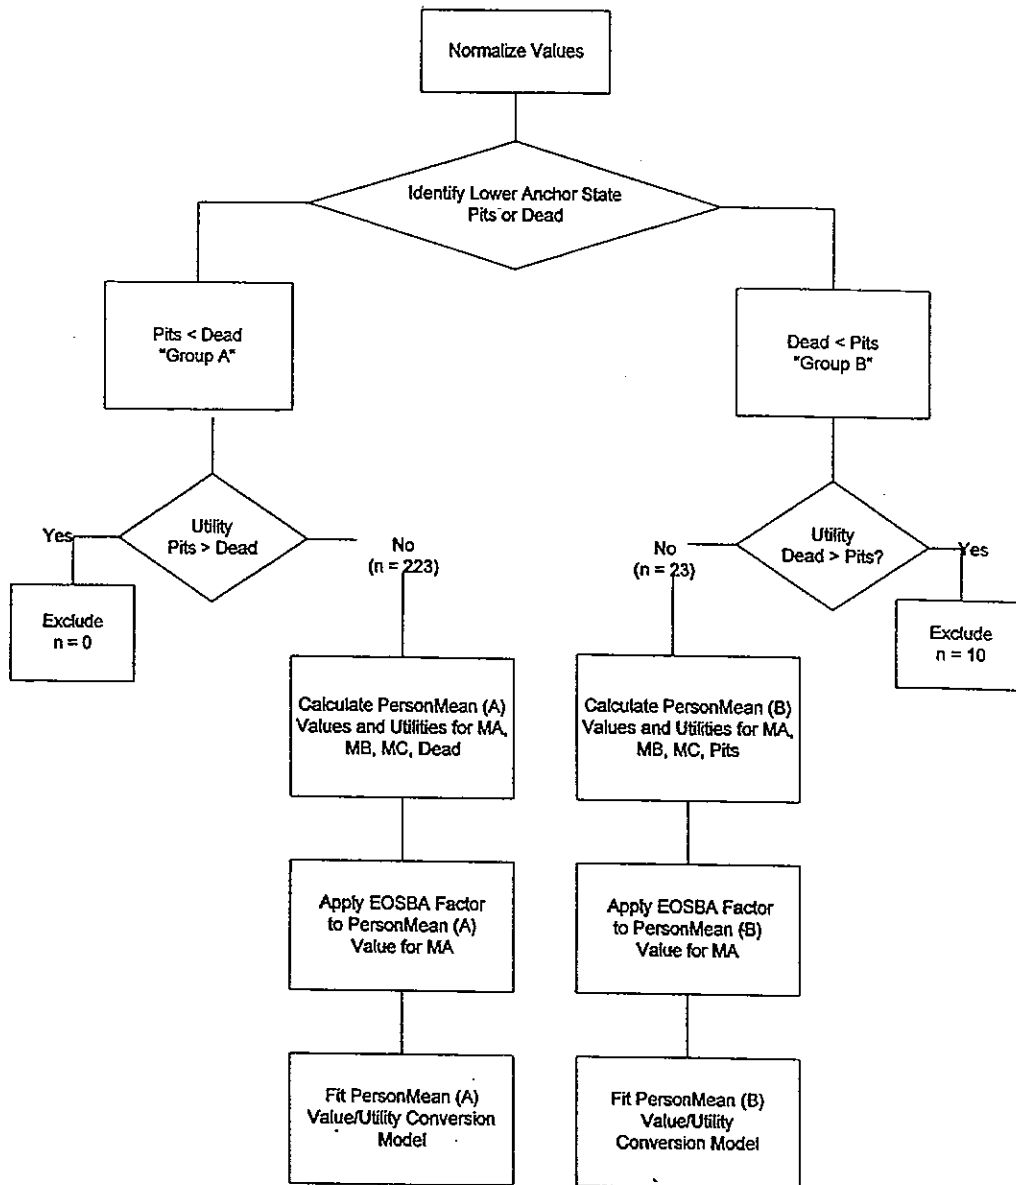 Normalize Values
Identify Lower Anchor State
Pits or Dead
Pits < Dead
"Group A"
Dead < Pits
"Group B"
Yes
Utility
Pits > Dead
No
(n = 223)
No
(n = 23)
Utility
Dead > Pits?
Yes
Exclude
n = 0
Exclude
n = 10
Calculate PersonMean (A)
Values and Utilities for MA,
MB, MC, Dead
Calculate PersonMean (B)
Values and Utilities for MA,
MB, MC, Pits
Apply EOSBA Factor
to PersonMean (A)
Value for MA
Apply EOSBA Factor
to PersonMean (B)
Value for MA
Fit PersonMean (A)
Value/Utility Conversion
Model
Fit PersonMean (B)
Value/Utility
Conversion Model